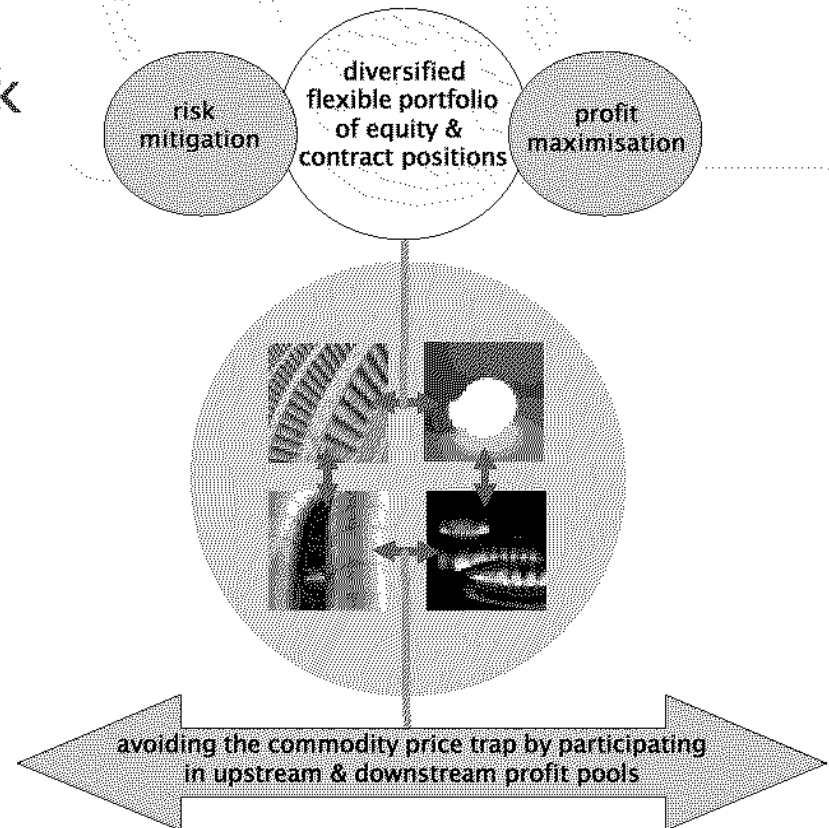 k
risk
mitigation
diversified
flexible portfolio
of equity &
contract positions
profit
maximisation
avoiding the commodity price trap by participating
in upstream & downstream profit pools